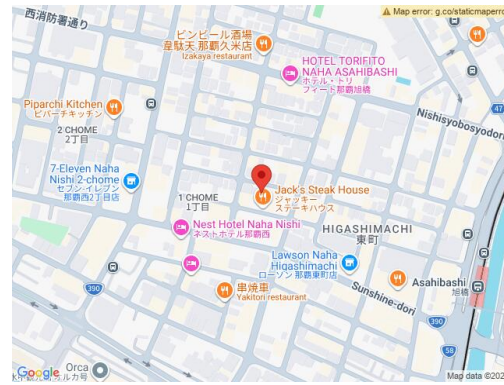 西消防署通り
Map error: g.co/staticmaperro
ビンビール酒場
韋駄天.那覇久米店
Izakaya restaurant
HOTEL TORIFITO
NAHA ASAHIBASHI
ホテル・トリ
フィート那覇旭橋
Piparchi Kitchen
ピパーチキッチン
Nishisyobosyodori
2 CHOME
2丁目
7-Eleven Naha
Nishi 2-chome
セブン-イレブン
那覇西2丁目店
1 CHOME
1丁目
Jack's Steak House
ジャッキー
ステーキハウス
Nest Hotel Naha Nishi
ネストホテル那覇西
HIGASHIMACHI
東町
Lawson Naha
Higashimachi
ローソン 那覇東町店
Asahibashi
旭橋
串焼車
Yakitori restaurant
Sunshine-dori
390
390
58
Orca
オルカ号
Google
Map data ©202